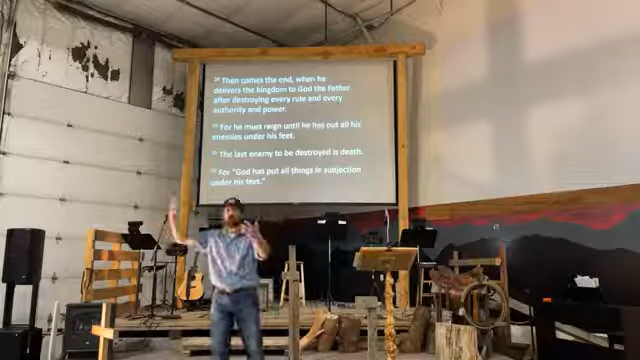 24 Then comes the end, when he
delivers the kingdom to God the Father
after destroying every rule and every
authority and power.
25 For he must reign until he has put all his
enemies under his feet.
26 The last enemy to be destroyed is death.
27 For "God has put all things in subjection
under his feet."